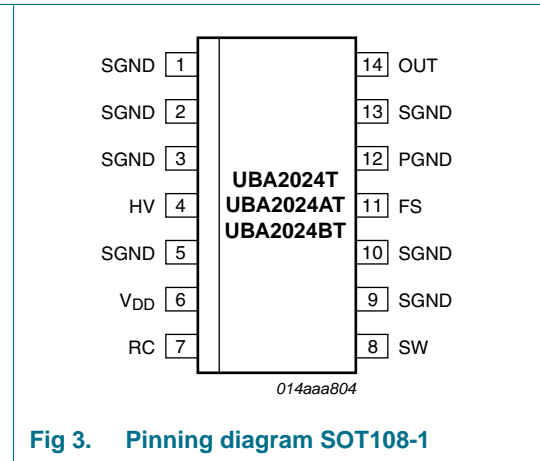 SGND 1
SGND 2
SGND 3
HV 4
SGND 5
VDD 6
RC 7
UBA2024T
UBA2024AT
UBA2024BT
14 OUT
13 SGND
12 PGND
11 FS
10 SGND
9 SGND
8 SW
014aaa804
Fig 3. Pinning diagram SOT108-1